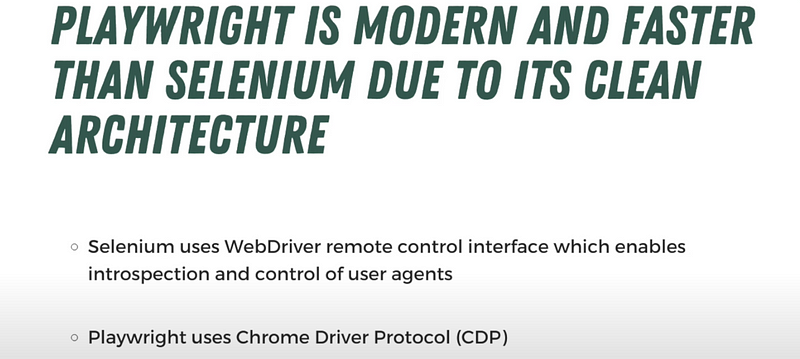 PLAYWRIGHT IS MODERN AND FASTER
THAN SELENIUM DUE TO ITS CLEAN
ARCHITECTURE
Selenium uses WebDriver remote control interface which enables
introspection and control of user agents
Playwright uses Chrome Driver Protocol (CDP)